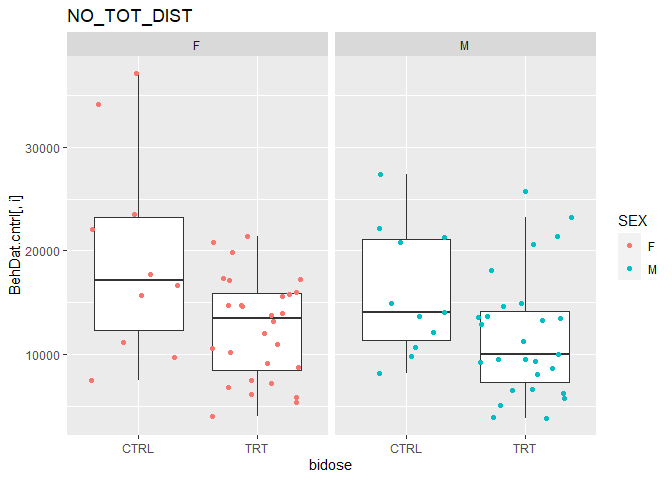 NO_TOT_DIST
F
M
BehDat.cntrl[, i]
30000
20000
10000
CTRL
TRT
CTRL
TRT
bidose
SEX
F
M